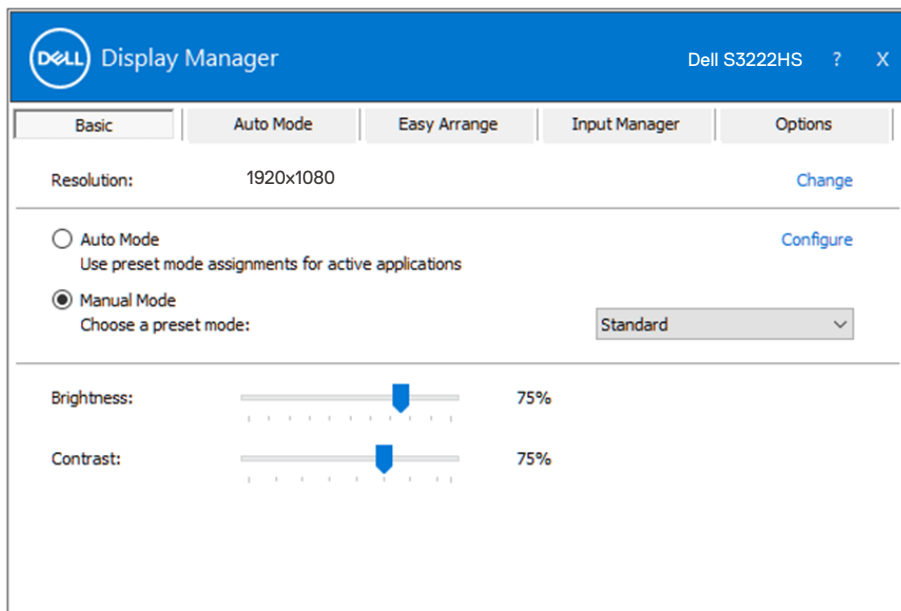 DELL Display Manager Dell S3222HS ? X
Basic Auto Mode Easy Arrange Input Manager Options
Resolution: 1920x1080 Change
Auto Mode Configure
Use preset mode assignments for active applications
Manual Mode
Choose a preset mode: Standard
Brightness: 75%
Contrast: 75%